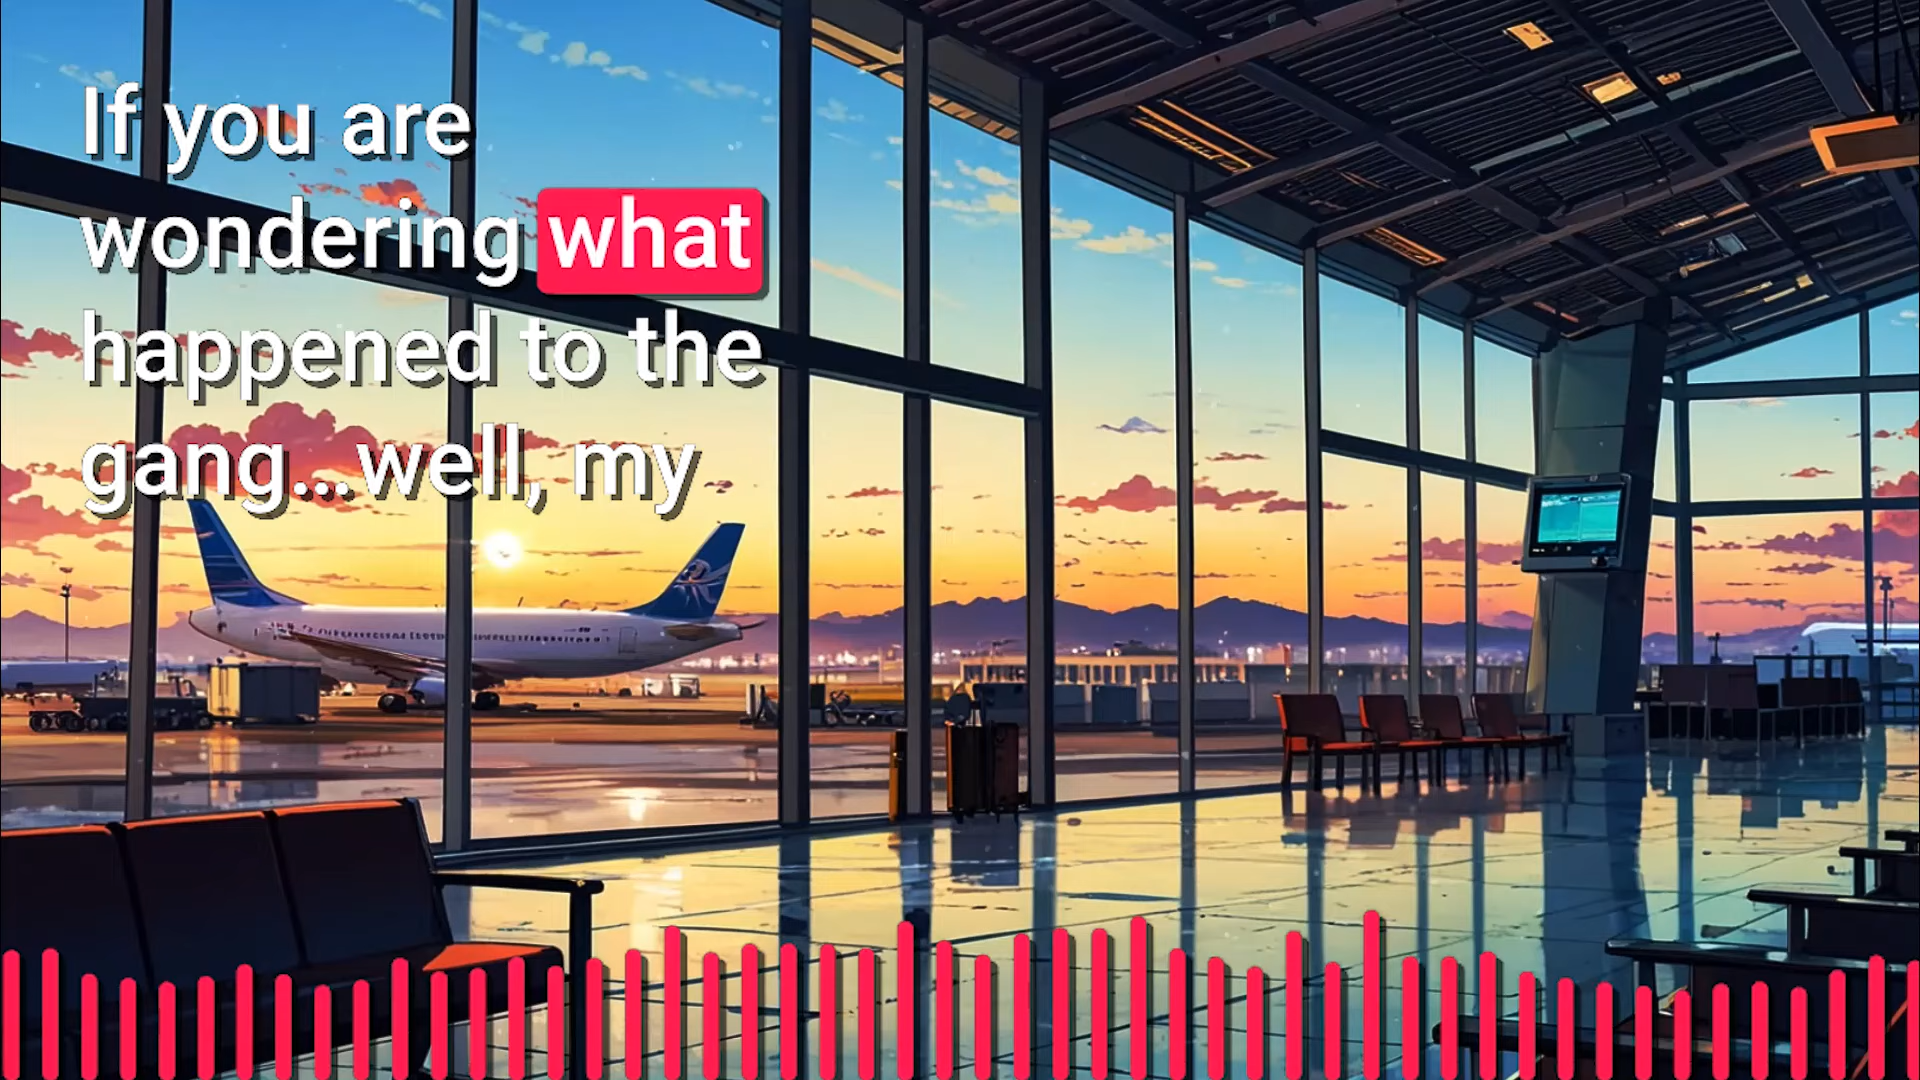 If you are
wondering what
happened to the
gang...well, my